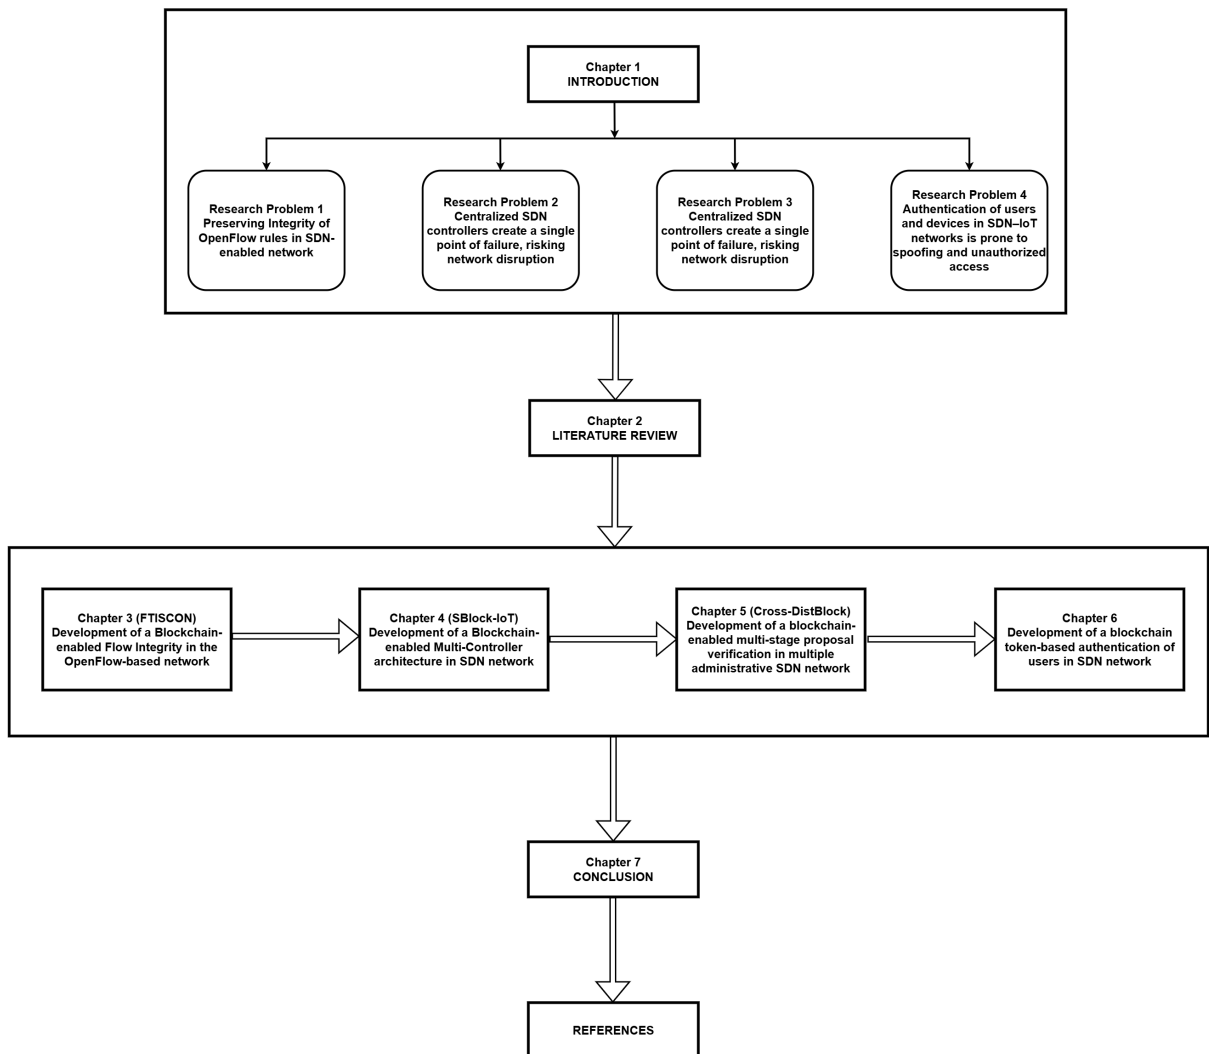 Chapter 1
INTRODUCTION
Research Problem 1
Preserving Integrity of
OpenFlow rules in SDN-
enabled network
Research Problem 2
Centralized SDN
controllers create a single
point of failure, risking
network disruption
Research Problem 3
Centralized SDN
controllers create a single
point of failure, risking
network disruption
Research Problem 4
Authentication of users
and devices in SDN–IoT
networks is prone to
spoofing and unauthorized
access
Chapter 2
LITERATURE REVIEW
Chapter 3 (FTISCON)
Development of a Blockchain-
enabled Flow Integrity in the
OpenFlow-based network
Chapter 4 (SBlock-IoT)
Development of a Blockchain-
enabled Multi-Controller
architecture in SDN network
Chapter 5 (Cross-DistBlock)
Development of a blockchain-
enabled multi-stage proposal
verification in multiple
administrative SDN network
Chapter 6
Development of a blockchain
token-based authentication of
users in SDN network
Chapter 7
CONCLUSION
REFERENCES